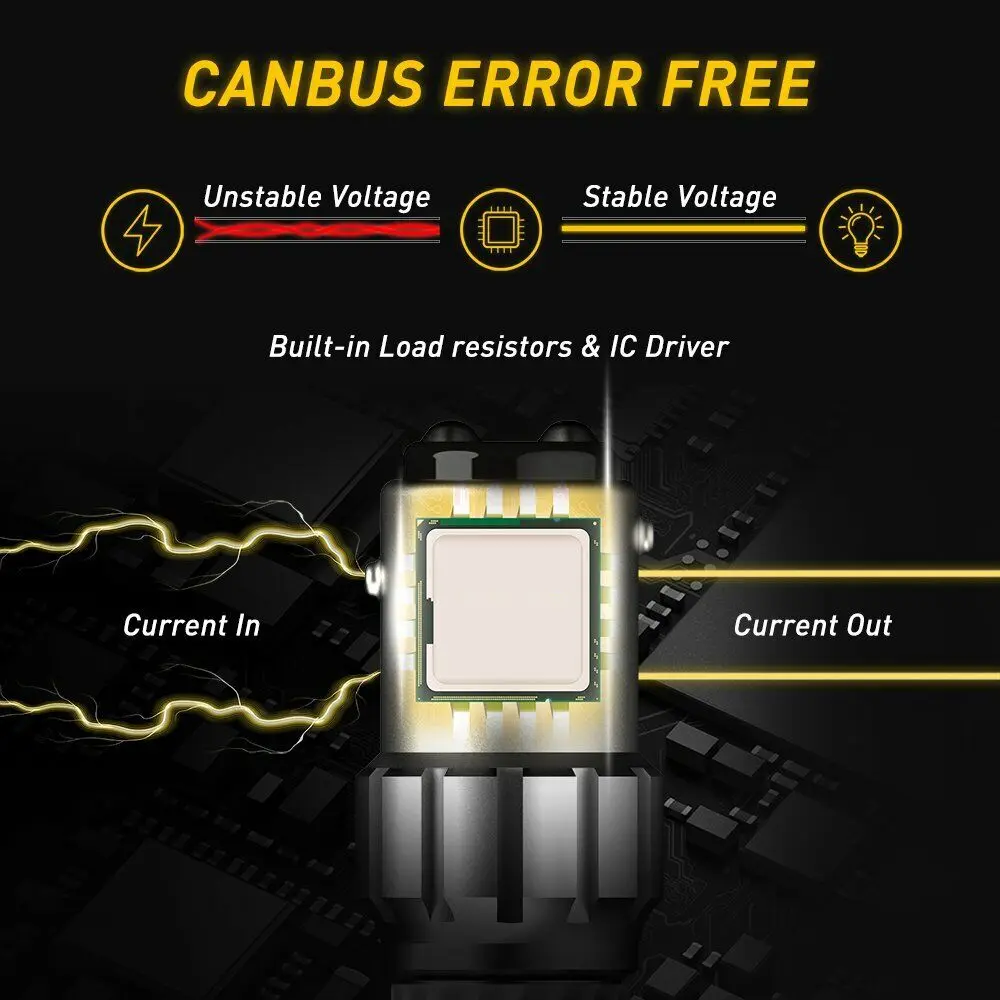 CANBUS ERROR FREE
Unstable Voltage
Stable Voltage
Built-in Load resistors & IC Driver
Current In
Current Out